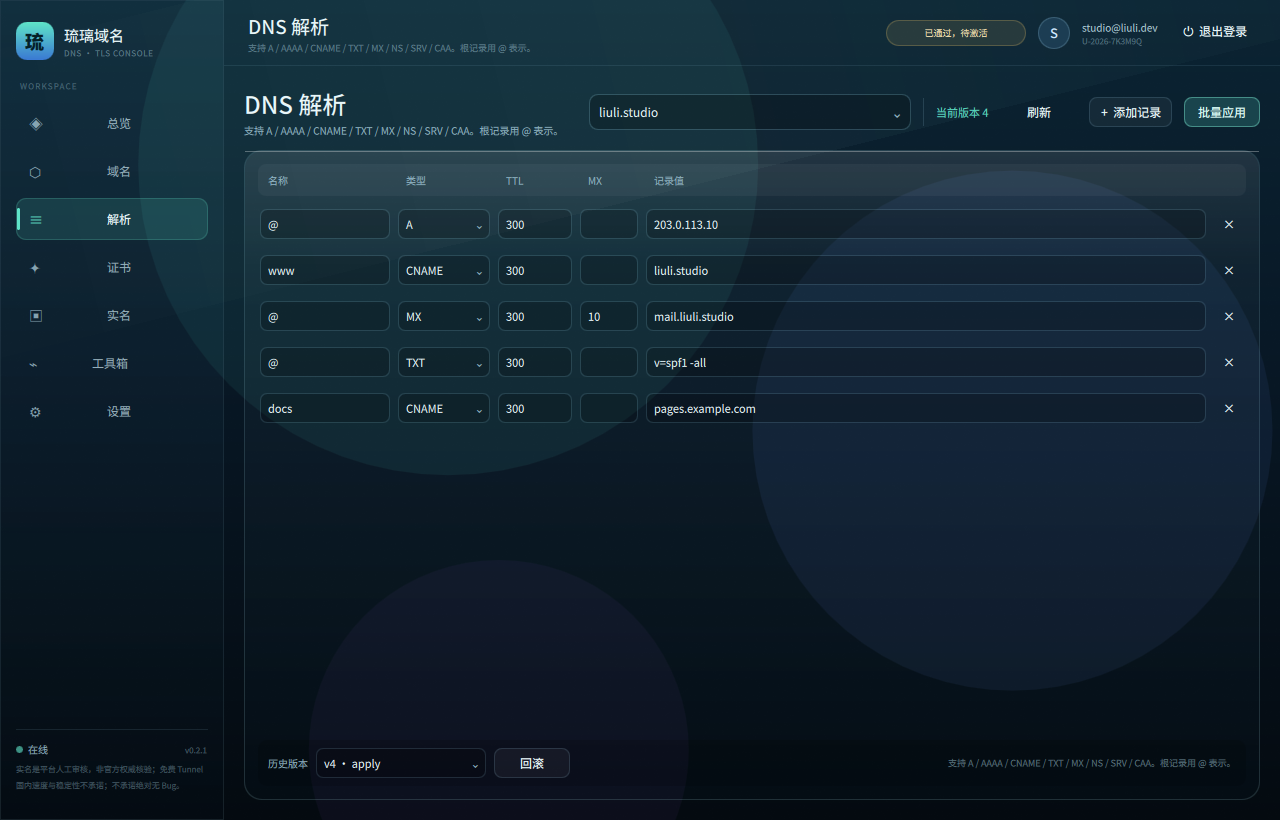 琉
琉璃域名
DNS · TLS CONSOLE
WORKSPACE
总览
域名
解析
证书
实名
工具箱
设置
在线
v0.2.1
实名是平台人工审核，非官方权威核验；免费 Tunnel
国内速度与稳定性不承诺；不承诺绝对无 Bug。
DNS 解析
支持 A / AAAA / CNAME / TXT / MX / NS / SRV / CAA。根记录用 @ 表示。
已通过，待激活
S
studio@liuli.dev
U-2026-7K3M9Q
退出登录
DNS 解析
支持 A / AAAA / CNAME / TXT / MX / NS / SRV / CAA。根记录用 @ 表示。
liuli.studio
当前版本 4
刷新
+ 添加记录
批量应用
名称 类型 TTL MX 记录值
@ A 300 203.0.113.10
www CNAME 300 liuli.studio
@ MX 300 10 mail.liuli.studio
@ TXT 300 v=spf1 -all
docs CNAME 300 pages.example.com
历史版本
v4 · apply
回滚
支持 A / AAAA / CNAME / TXT / MX / NS / SRV / CAA。根记录用 @ 表示。